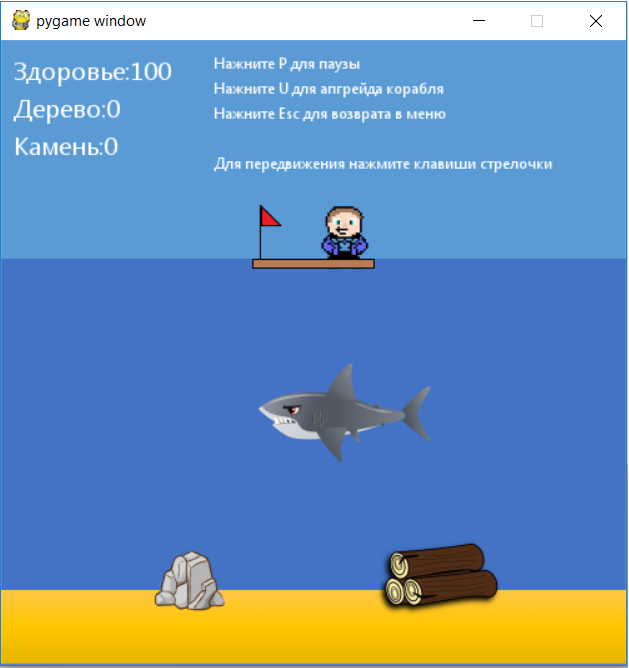 pygame window
Здоровье:100
Дерево:0
Камень:0
Нажните P для паузы
Нажните U для апгрейда корабля
Нажните Esc для возврата в меню
Для передвижения нажмите клавиши стрелочки